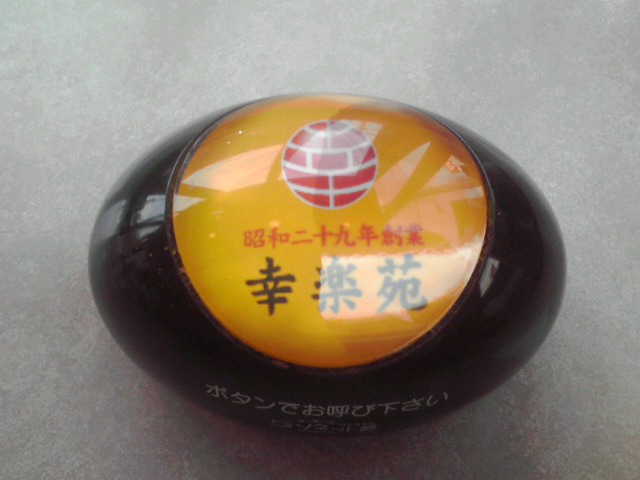 昭和二十九年創業
幸楽苑
ボタンでお呼び下さい